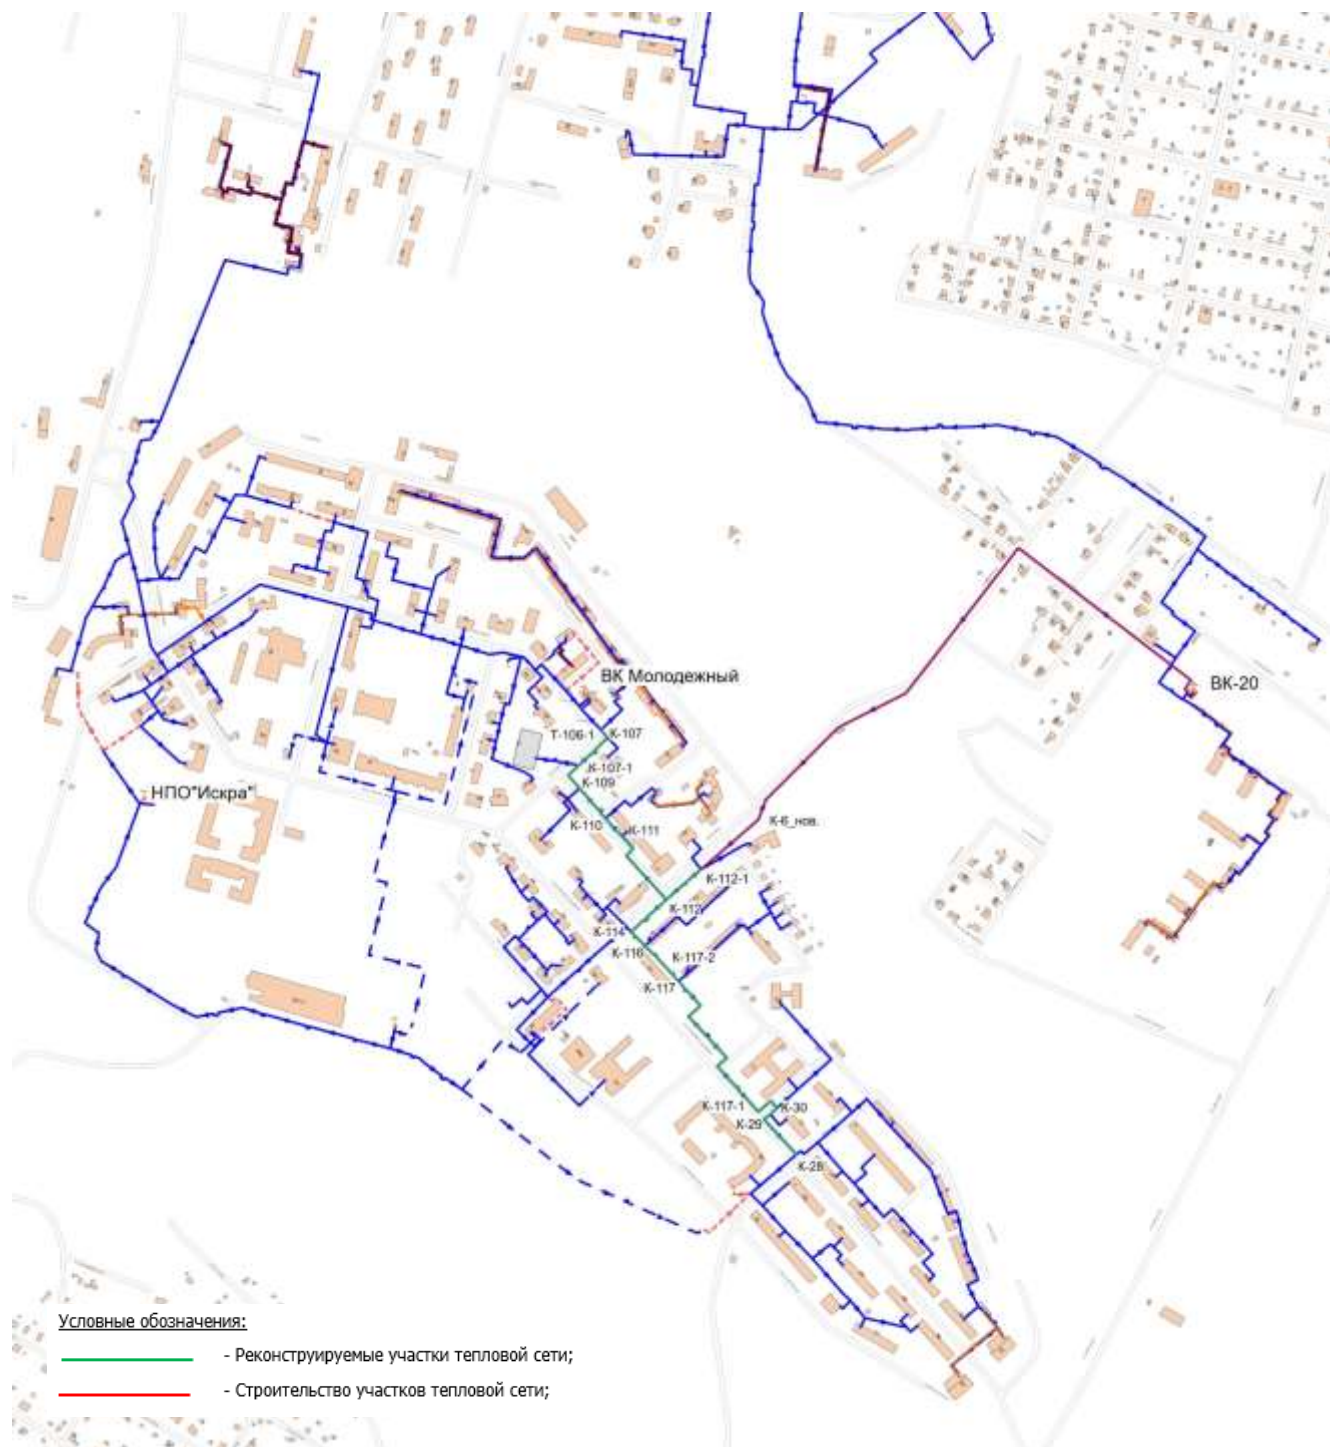 ВК Молодежный
ВК-20
Т-106-1
К-107
К-107-1
К-109
НПО"Искра"
К-110
К-111
К-6_нов.
К-112-1
К-112
К-114
К-116
К-117-2
К-117
К-117-1
К-30
К-29
К-28
Условные обозначения:
- Реконструируемые участки тепловой сети;
- Строительство участков тепловой сети;